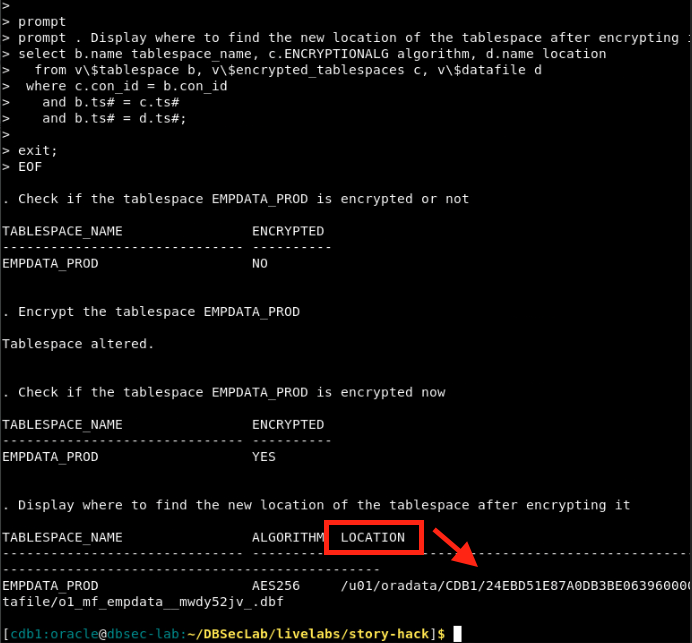 >
> prompt
> prompt . Display where to find the new location of the tablespace after encrypting
> select b.name tablespace_name, c.ENCRYPTIONALG algorithm, d.name location
>   from v\$tablespace b, v\$encrypted_tablespaces c, v\$datafile d
>  where c.con_id = b.con_id
>    and b.ts# = c.ts#
>    and b.ts# = d.ts#;
>
> exit;
> EOF
. Check if the tablespace EMPDATA_PROD is encrypted or not
TABLESPACE_NAME                ENCRYPTED
------------------------------ ----------
EMPDATA_PROD                   NO
. Encrypt the tablespace EMPDATA_PROD
Tablespace altered.
. Check if the tablespace EMPDATA_PROD is encrypted now
TABLESPACE_NAME                ENCRYPTED
------------------------------ ----------
EMPDATA_PROD                   YES
. Display where to find the new location of the tablespace after encrypting it
TABLESPACE_NAME                ALGORITHM  LOCATION
------------------------------ ---------- --------------------------------
-----------------------------------------------
EMPDATA_PROD                   AES256     /u01/oradata/CDB1/24EBD51E87A0DB3BE0639600
tafile/o1_mf_empdata__mwdy52jv_.dbf
[cdb1:oracle@dbsec-lab:~/DBSecLab/livelabs/story-hack]$